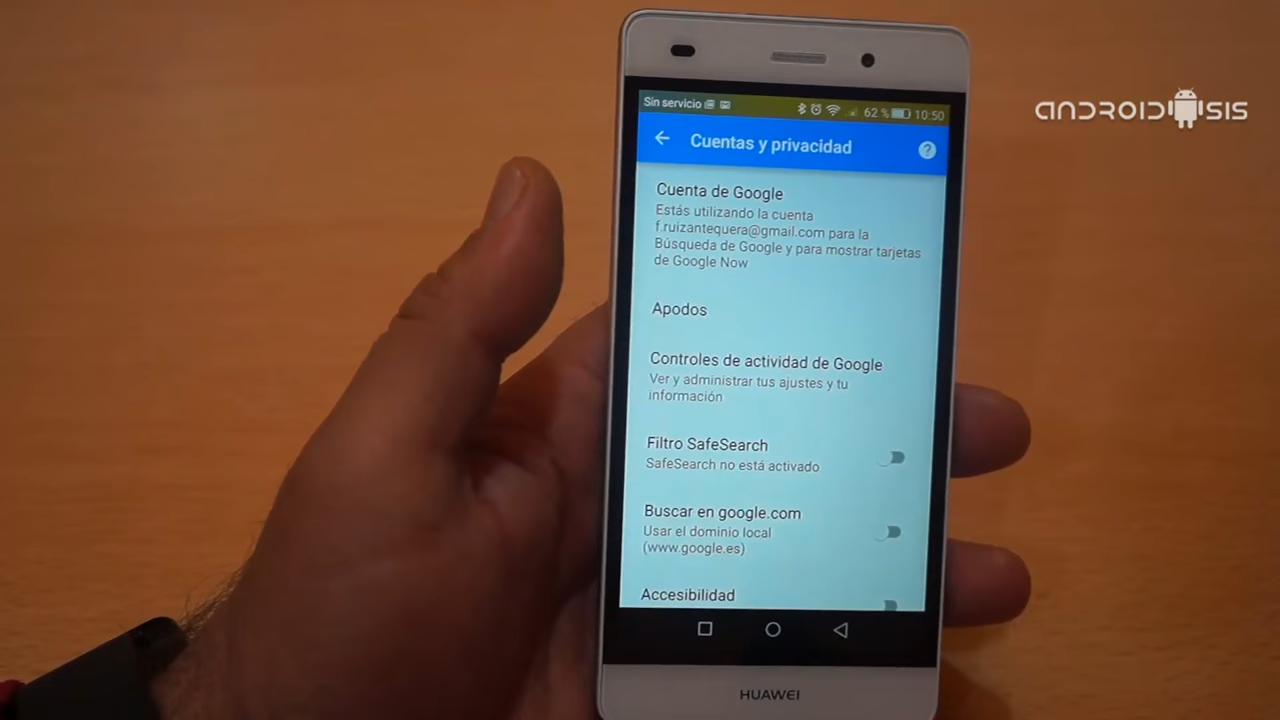 Sin servicio
62 % 10:50
Cuentas y privacidad
ANDROIDSIS
Cuenta de Google
Estás utilizando la cuenta
f.ruizantequera@gmail.com para la
Búsqueda de Google y para mostrar tarjetas
de Google Now
Apodos
Controles de actividad de Google
Ver y administrar tus ajustes y tu
información
Filtro SafeSearch
SafeSearch no está activado
Buscar en google.com
Usar el dominio local
(www.google.es)
Accesibilidad
HUAWEI